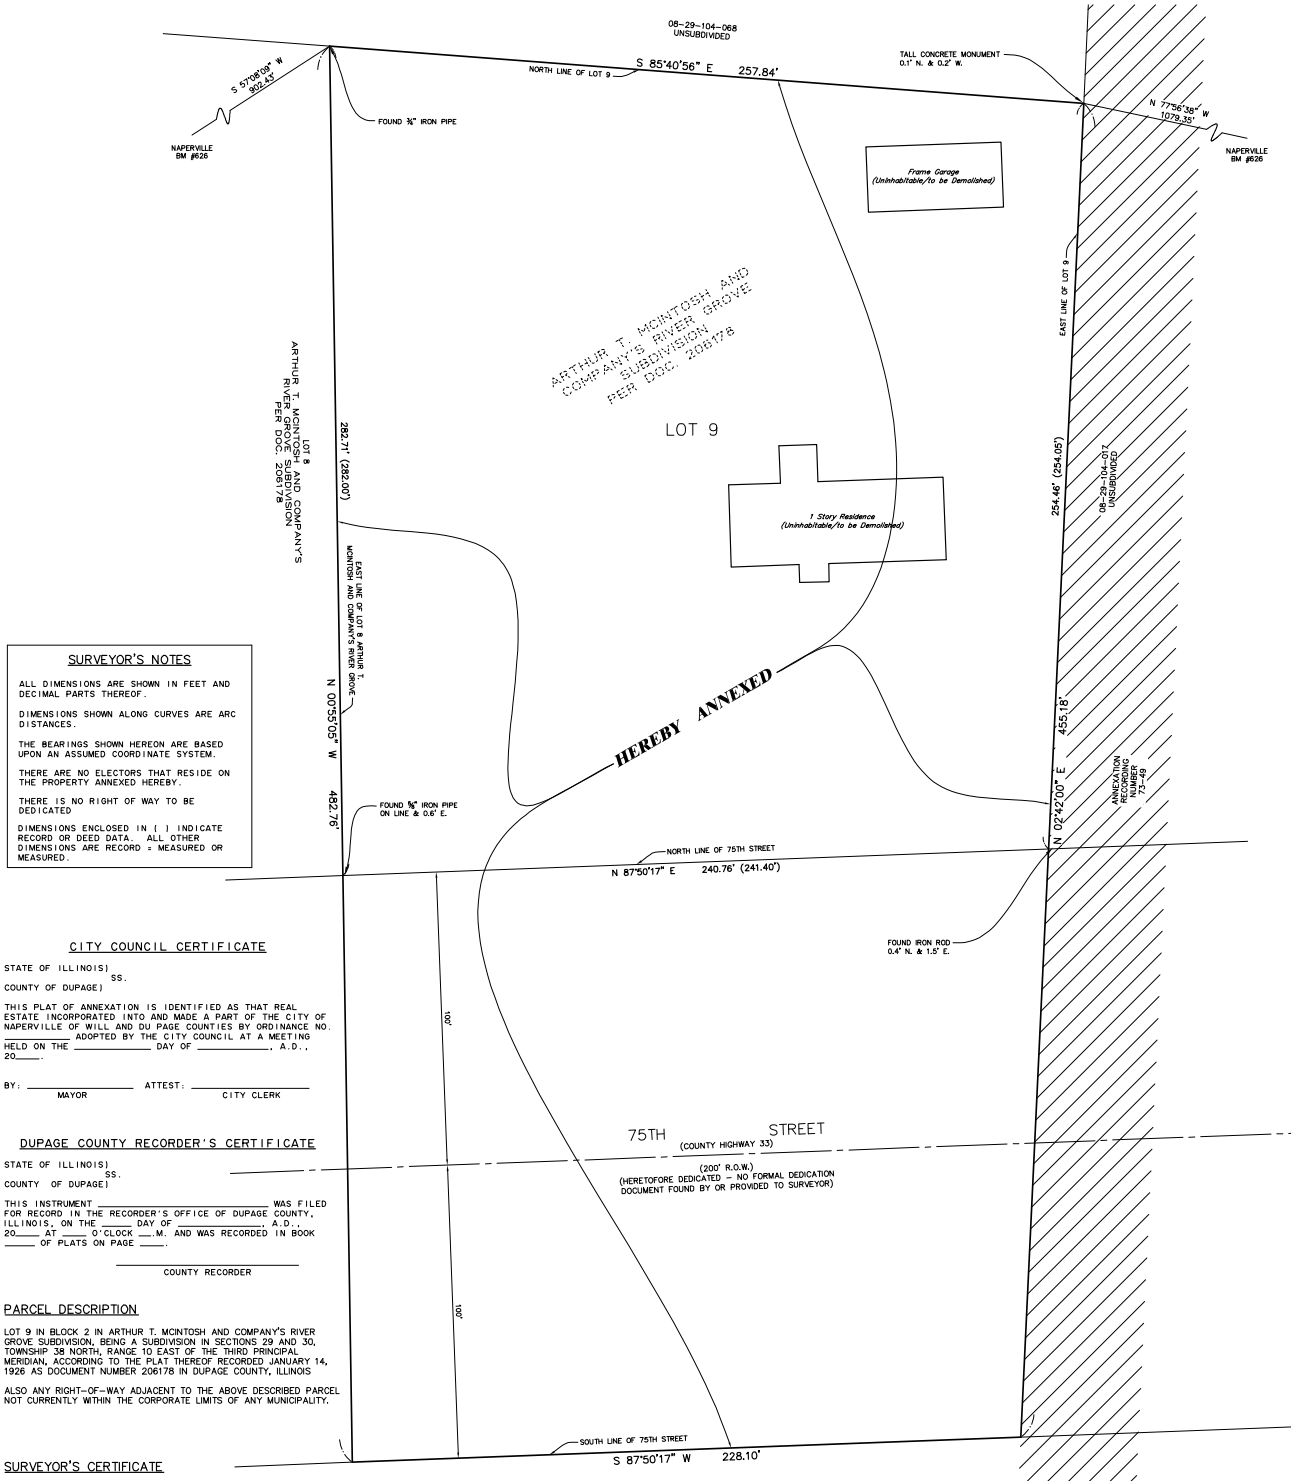 08-29-104-068
UNSUBDIVIDED
TALL CONCRETE MONUMENT
0.1' N. & 0.2' W.
S 85°40'56" E 257.84'
NORTH LINE OF LOT 9
S 57°08'09" W
902.43'
N 77°56'38" W
1079.35'
FOUND ¾" IRON PIPE
NAPERVILLE
BM #626
NAPERVILLE
BM #626
Frame Garage
(Uninhabitable/to be Demolished)
EAST LINE OF LOT 9
ARTHUR T. MCINTOSH AND
COMPANY'S RIVER GROVE
SUBDIVISION
PER DOC. 206178
LOT 9
LOT 8
ARTHUR T. MCINTOSH AND COMPANY'S
RIVER GROVE SUBDIVISION
PER DOC. 206178
282.71' (282.00')
254.46' (254.05')
08-29-104-017
UNSUBDIVIDED
1 Story Residence
(Uninhabitable/to be Demolished)
EAST LINE OF LOT 8 ARTHUR T.
MCINTOSH AND COMPANY'S RIVER GROVE
N 00°55'05" W 482.76'
HEREBY ANNEXED
N 02°42'00" E 455.18'
ANNEXATION
RECORDING
NUMBER
73-49
SURVEYOR'S NOTES
ALL DIMENSIONS ARE SHOWN IN FEET AND
DECIMAL PARTS THEREOF.
DIMENSIONS SHOWN ALONG CURVES ARE ARC
DISTANCES.
THE BEARINGS SHOWN HEREON ARE BASED
UPON AN ASSUMED COORDINATE SYSTEM.
THERE ARE NO ELECTORS THAT RESIDE ON
THE PROPERTY ANNEXED HEREBY.
THERE IS NO RIGHT OF WAY TO BE
DEDICATED
DIMENSIONS ENCLOSED IN ( ) INDICATE
RECORD OR DEED DATA. ALL OTHER
DIMENSIONS ARE RECORD = MEASURED OR
MEASURED.
FOUND ⅝" IRON PIPE
ON LINE & 0.6' E.
NORTH LINE OF 75TH STREET
N 87°50'17" E 240.76' (241.40')
FOUND IRON ROD
0.4' N. & 1.5' E.
100'
CITY COUNCIL CERTIFICATE
STATE OF ILLINOIS)
SS.
COUNTY OF DUPAGE)
THIS PLAT OF ANNEXATION IS IDENTIFIED AS THAT REAL
ESTATE INCORPORATED INTO AND MADE A PART OF THE CITY OF
NAPERVILLE OF WILL AND DU PAGE COUNTIES BY ORDINANCE NO.
__________ ADOPTED BY THE CITY COUNCIL AT A MEETING
HELD ON THE ____________ DAY OF ___________, A.D.,
20____.
BY: _________________ ATTEST: ___________________
MAYOR CITY CLERK
75TH STREET
(COUNTY HIGHWAY 33)
(200' R.O.W.)
(HERETOFORE DEDICATED - NO FORMAL DEDICATION
DOCUMENT FOUND BY OR PROVIDED TO SURVEYOR)
100'
DUPAGE COUNTY RECORDER'S CERTIFICATE
STATE OF ILLINOIS)
SS.
COUNTY OF DUPAGE)
THIS INSTRUMENT ___________________________ WAS FILED
FOR RECORD IN THE RECORDER'S OFFICE OF DUPAGE COUNTY,
ILLINOIS, ON THE _____ DAY OF _____________, A.D.,
20____ AT ____ O'CLOCK __.M. AND WAS RECORDED IN BOOK
_____ OF PLATS ON PAGE ____.
COUNTY RECORDER
PARCEL DESCRIPTION
LOT 9 IN BLOCK 2 IN ARTHUR T. MCINTOSH AND COMPANY'S RIVER
GROVE SUBDIVISION, BEING A SUBDIVISION IN SECTIONS 29 AND 30,
TOWNSHIP 38 NORTH, RANGE 10 EAST OF THE THIRD PRINCIPAL
MERIDIAN, ACCORDING TO THE PLAT THEREOF RECORDED JANUARY 14,
1926 AS DOCUMENT NUMBER 206178 IN DUPAGE COUNTY, ILLINOIS
ALSO ANY RIGHT-OF-WAY ADJACENT TO THE ABOVE DESCRIBED PARCEL
NOT CURRENTLY WITHIN THE CORPORATE LIMITS OF ANY MUNICIPALITY.
SOUTH LINE OF 75TH STREET
S 87°50'17" W 228.10'
SURVEYOR'S CERTIFICATE